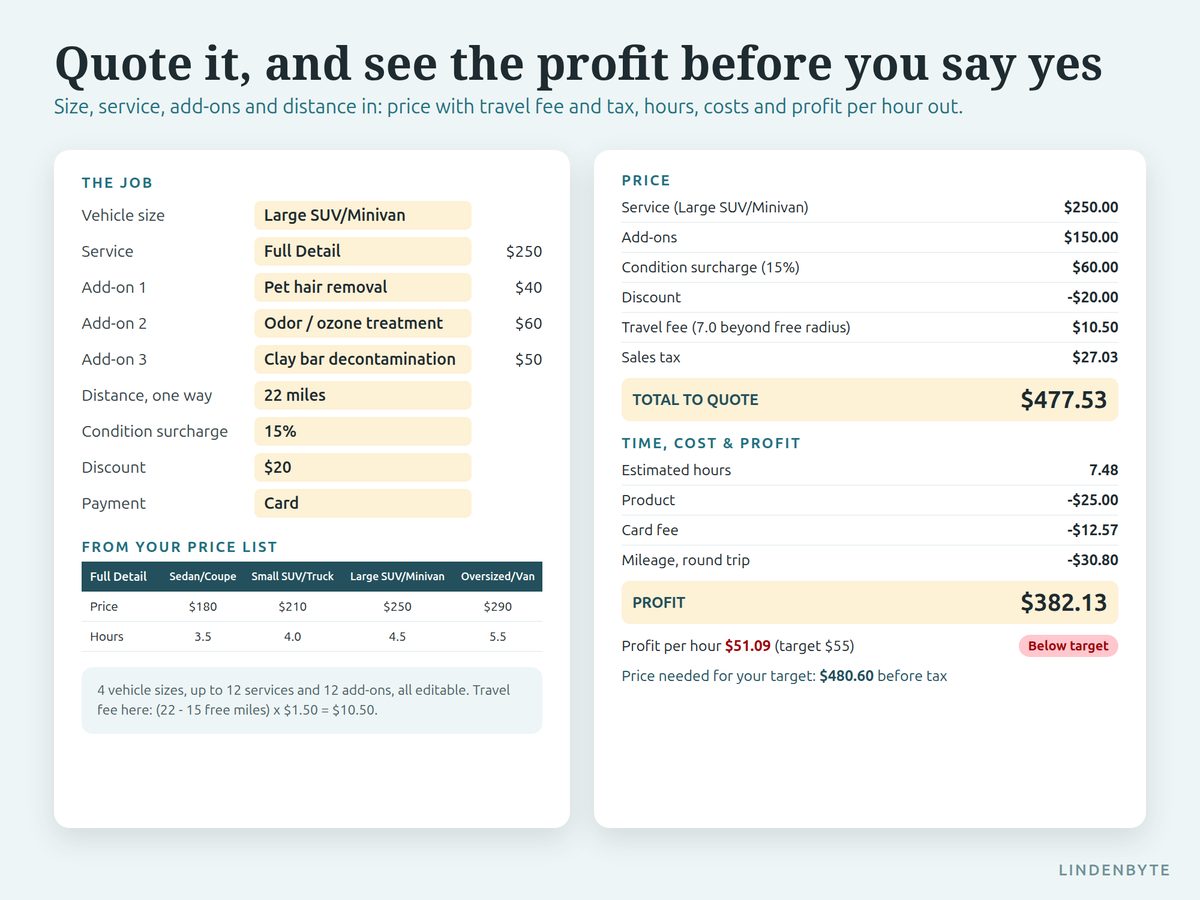 Quote it, and see the profit before you say yes
Size, service, add-ons and distance in: price with travel fee and tax, hours, costs and profit per hour out.
THE JOB
Vehicle size Large SUV/Minivan
Service Full Detail $250
Add-on 1 Pet hair removal $40
Add-on 2 Odor / ozone treatment $60
Add-on 3 Clay bar decontamination $50
Distance, one way 22 miles
Condition surcharge 15%
Discount $20
Payment Card
FROM YOUR PRICE LIST
Full Detail Sedan/Coupe Small SUV/Truck Large SUV/Minivan Oversized/Van
Price $180 $210 $250 $290
Hours 3.5 4.0 4.5 5.5
4 vehicle sizes, up to 12 services and 12 add-ons, all editable. Travel
fee here: (22 - 15 free miles) x $1.50 = $10.50.
PRICE
Service (Large SUV/Minivan) $250.00
Add-ons $150.00
Condition surcharge (15%) $60.00
Discount -$20.00
Travel fee (7.0 beyond free radius) $10.50
Sales tax $27.03
TOTAL TO QUOTE $477.53
TIME, COST & PROFIT
Estimated hours 7.48
Product -$25.00
Card fee -$12.57
Mileage, round trip -$30.80
PROFIT $382.13
Profit per hour $51.09 (target $55) Below target
Price needed for your target: $480.60 before tax
LINDENBYTE